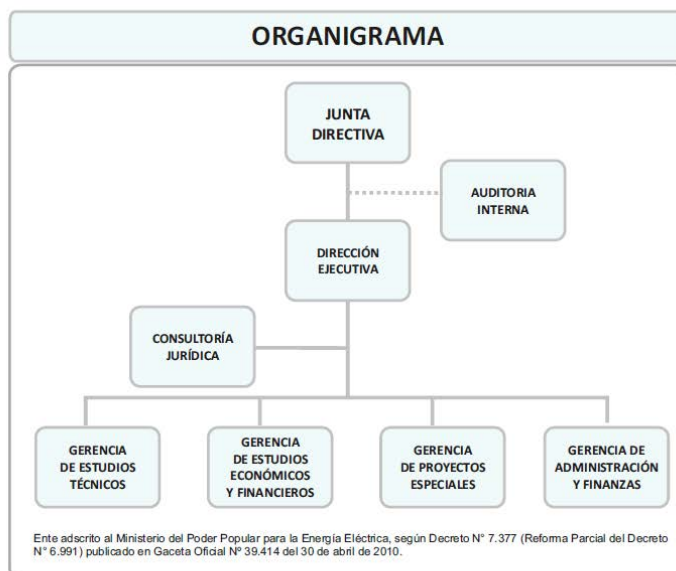 ORGANIGRAMA
JUNTA
DIRECTIVA
AUDITORIA
INTERNA
DIRECCIÓN
EJECUTIVA
CONSULTORÍA
JURÍDICA
GERENCIA
DE ESTUDIOS
TÉCNICOS
GERENCIA
DE ESTUDIOS
ECONÓMICOS
Y FINANCIEROS
GERENCIA
DE PROYECTOS
ESPECIALES
GERENCIA DE
ADMINISTRACIÓN
Y FINANZAS
Ente adscrito al Ministerio del Poder Popular para la Energía Eléctrica, según Decreto N° 7.377 (Reforma Parcial del Decreto
N° 6.991) publicado en Gaceta Oficial Nº 39.414 del 30 de abril de 2010.